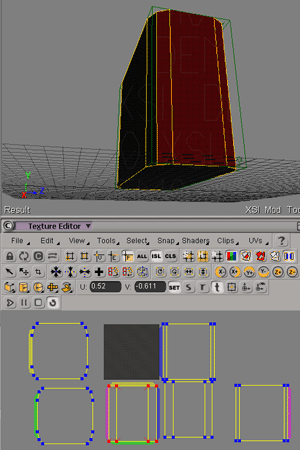 Result
XSI Mod Too
Texture Editor
File Edit View Tools Select Snap Shaders Clips UVs ?
ALL ISL CLS
U: 0.52 V: -0.611 SET S r t